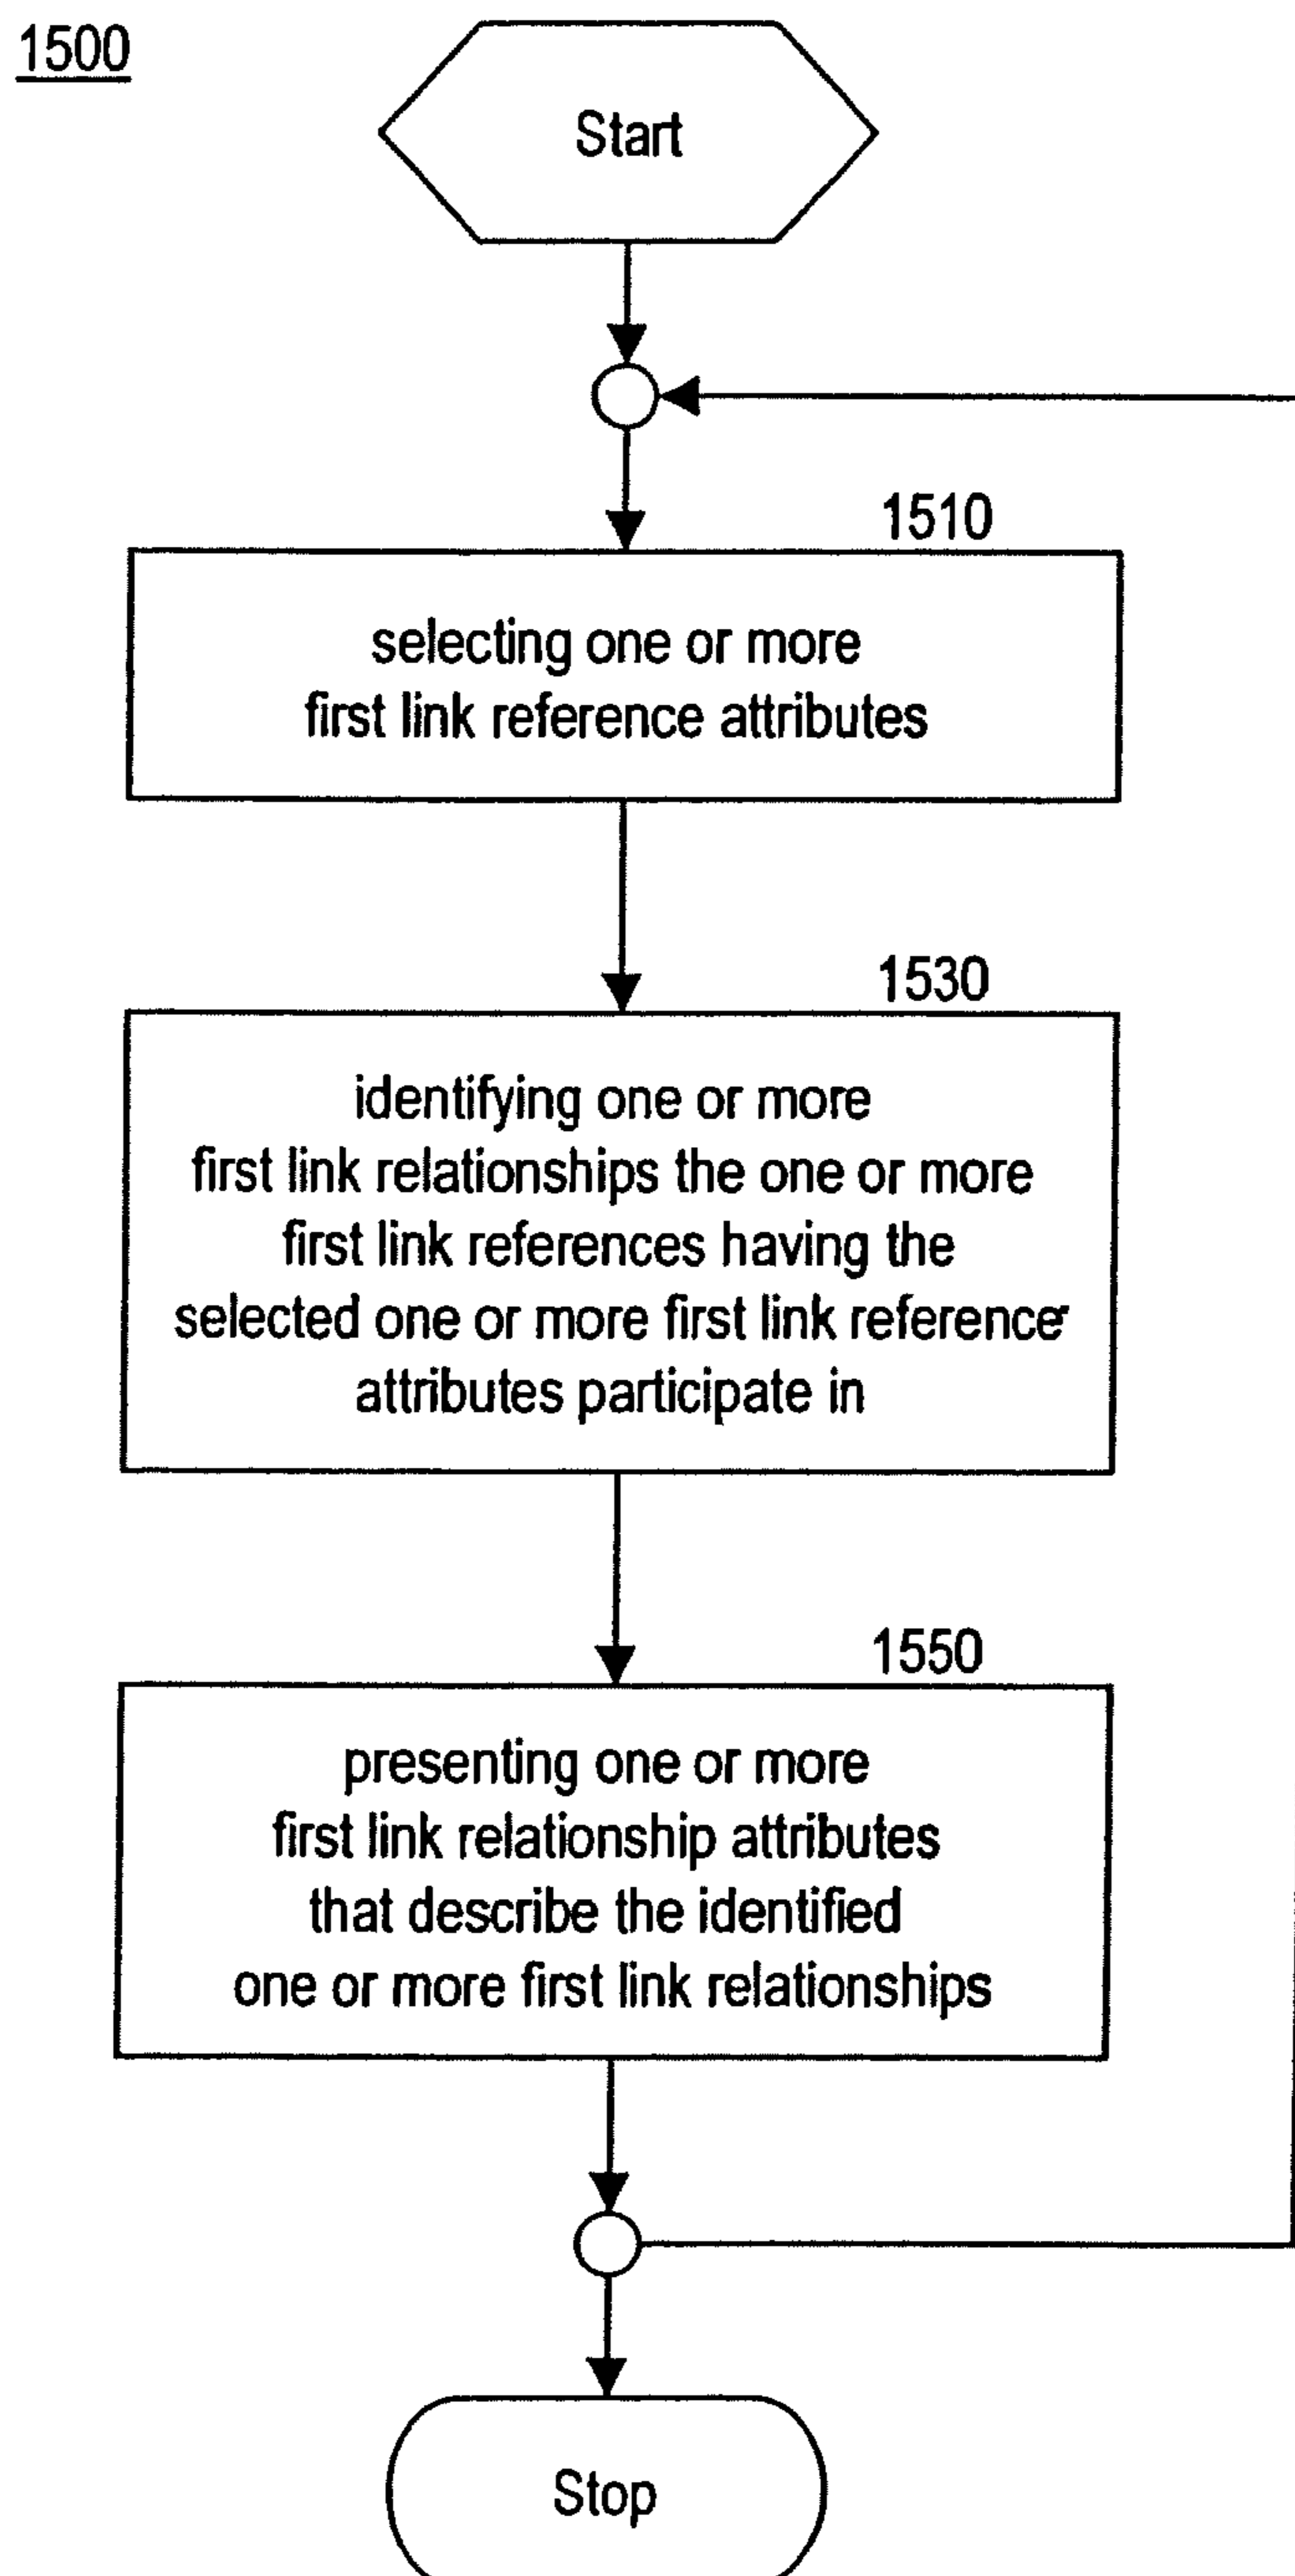 1500
Start
1510
selecting one or more
first link reference attributes
1530
identifying one or more
first link relationships the one or more
first link references having the
selected one or more first link reference
attributes participate in
1550
presenting one or more
first link relationship attributes
that describe the identified
one or more first link relationships
Stop